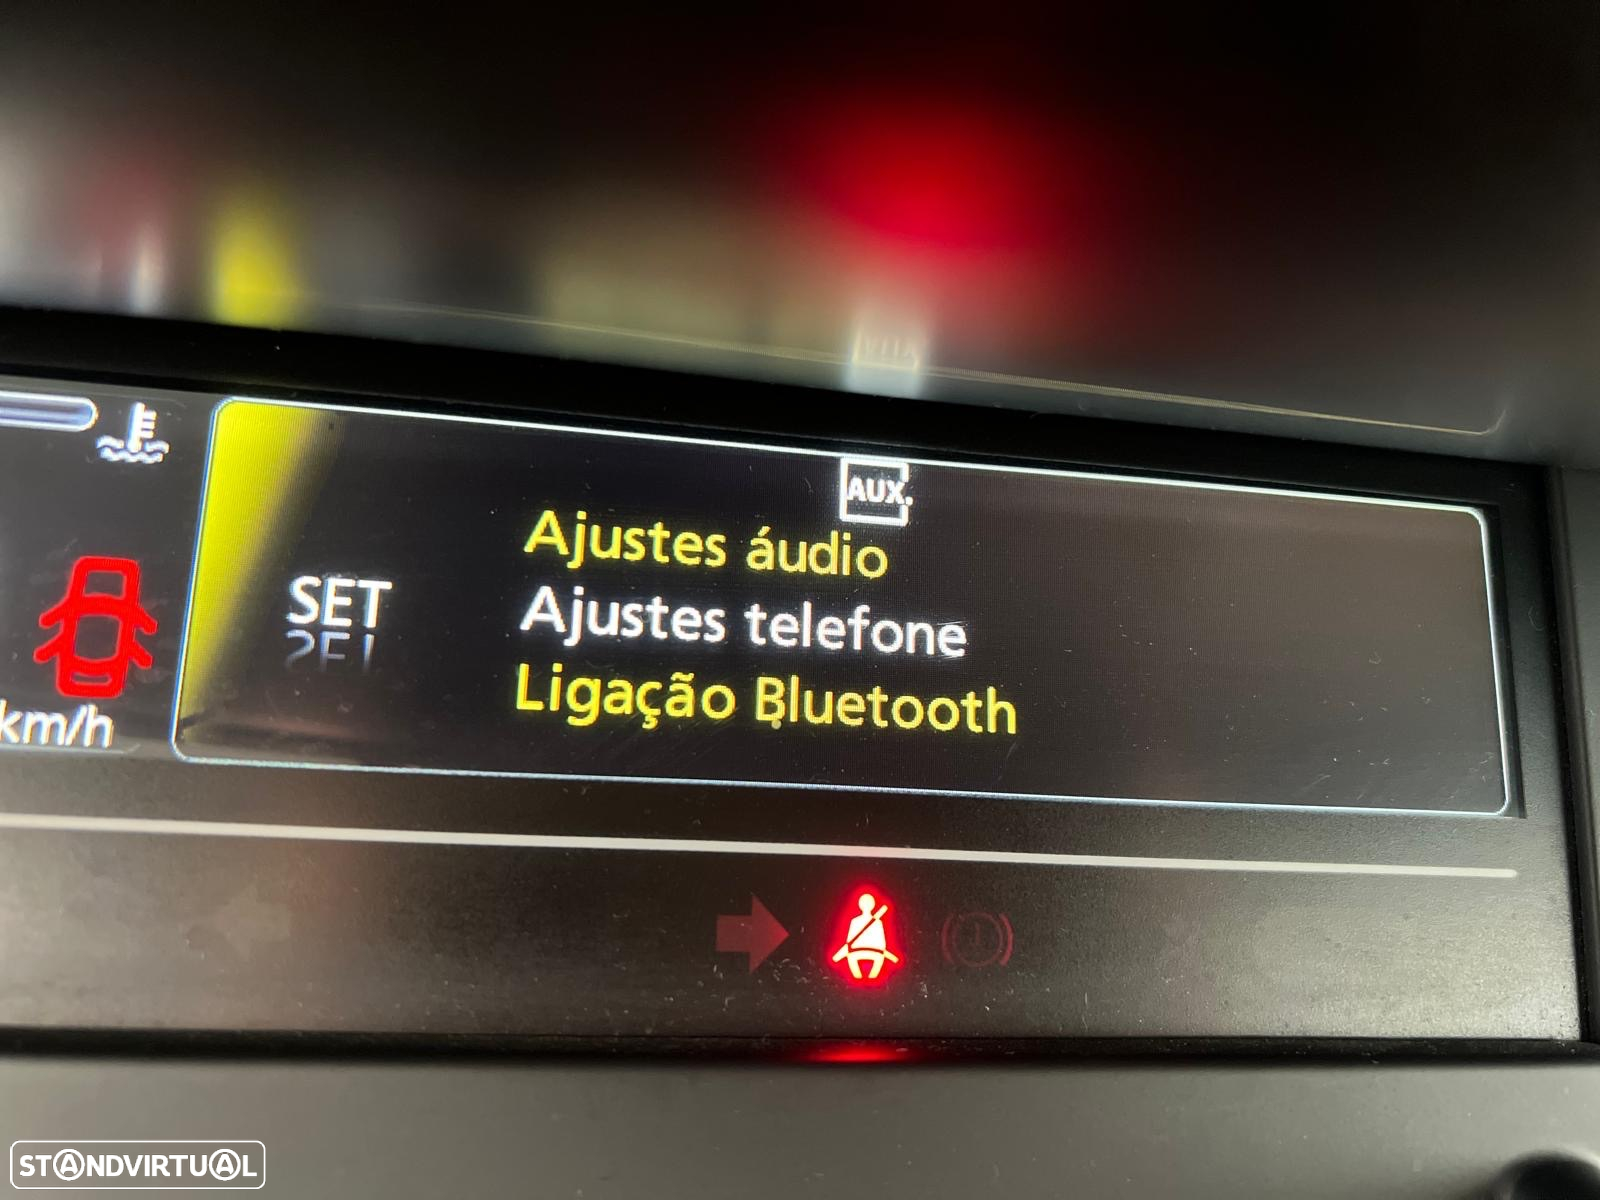 AUX.
Ajustes áudio
SET
Ajustes telefone
Ligação Bluetooth
km/h
STANDVIRTUAL